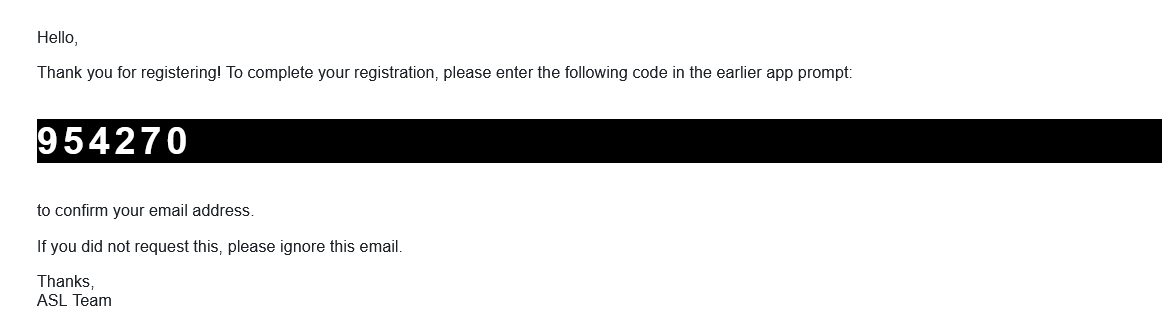 Hello,
Thank you for registering! To complete your registration, please enter the following code in the earlier app prompt:
954270
to confirm your email address.
If you did not request this, please ignore this email.
Thanks,
ASL Team